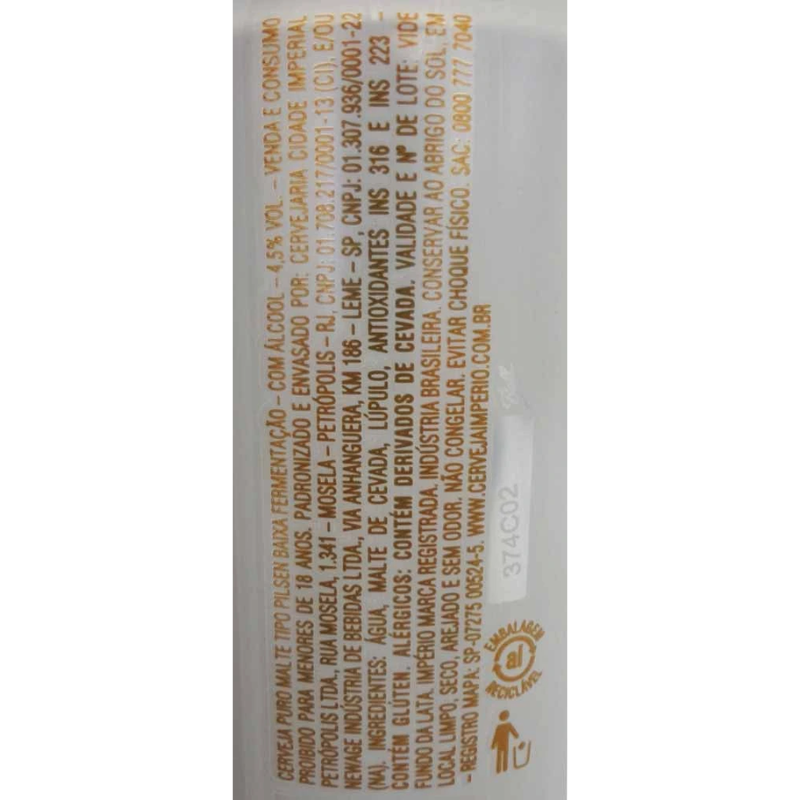 CERVEJA PURO MALTE TIPO PILSEN BAIXA FERMENTAÇÃO - COM ÁLCOOL - 4,5% VOL. - VENDA E CONSUMO
PROIBIDO PARA MENORES DE 18 ANOS. PADRONIZADO E ENVASADO POR: CERVEJARIA CIDADE IMPERIAL
PETRÓPOLIS LTDA., RUA MOSELA, 1.341 – MOSELA – PETRÓPOLIS – RJ, CNPJ: 01.708.217/0001-13 (CI), E/OU
NEWAGE INDÚSTRIA DE BEBIDAS LTDA, VIA ANHANGUERA, KM 186 – LEME – SP, CNPJ: 01.307.936/0001-22
(NA). INGREDIENTES: ÁGUA, MALTE DE CEVADA, LÚPULO, ANTIOXIDANTES INS 316 E INS 223 –
CONTÉM GLÚTEN. ALÉRGICOS: CONTÉM DERIVADOS DE CEVADA. VALIDADE E Nº DE LOTE: VIDE
FUNDO DA LATA. IMPÉRIO MARCA REGISTRADA. INDÚSTRIA BRASILEIRA. CONSERVAR AO ABRIGO DO SOL, EM
LOCAL LIMPO, SECO, AREJADO E SEM ODOR. NÃO CONGELAR. EVITAR CHOQUE FÍSICO. SAC: 0800 777 7040
– REGISTRO MAPA: SP-07275 00524-5. WWW.CERVEJAIMPERIO.COM.BR
374C02
EMBALAGEM
al
RECICLÁVEL